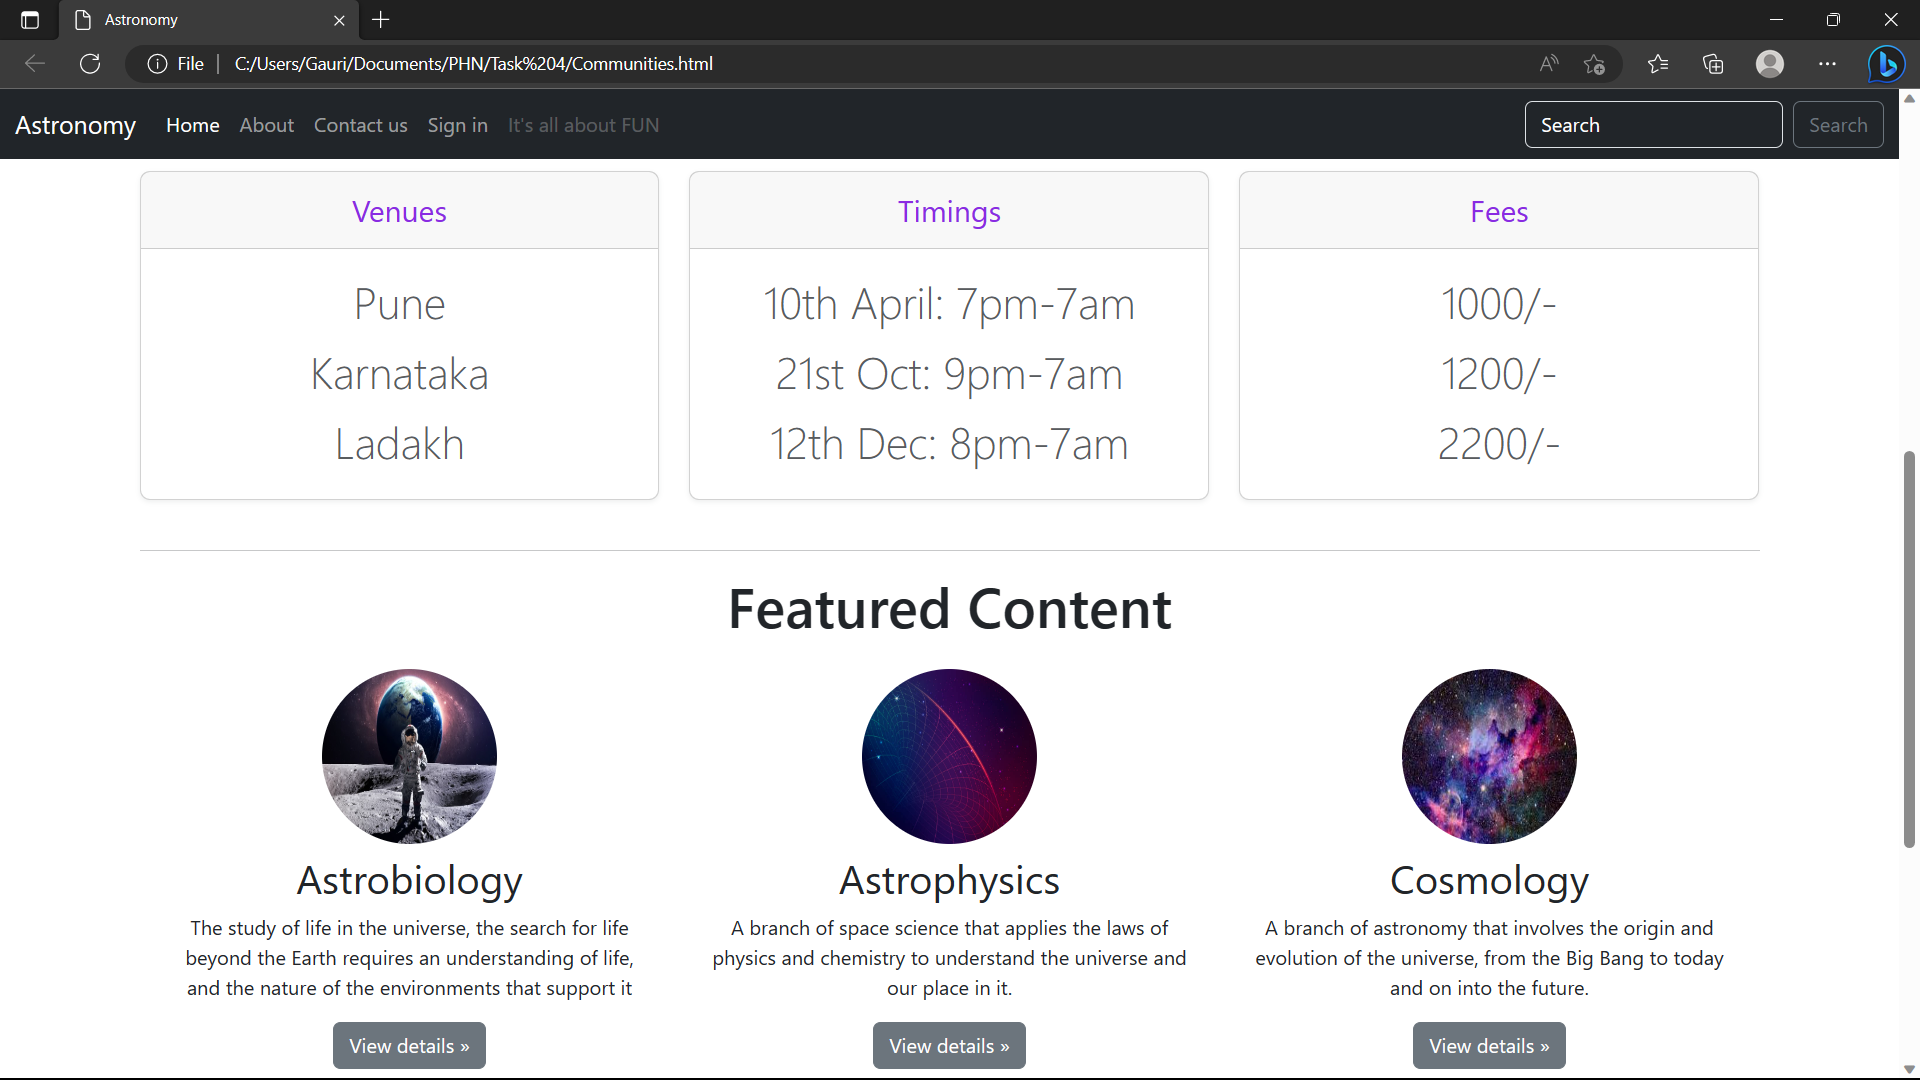 Astronomy
File C:/Users/Gauri/Documents/PHN/Task%204/Communities.html
Astronomy Home About Contact us Sign in It's all about FUN Search Search
Venues
Pune
Karnataka
Ladakh
Timings
10th April: 7pm-7am
21st Oct: 9pm-7am
12th Dec: 8pm-7am
Fees
1000/-
1200/-
2200/-
Featured Content
Astrobiology
The study of life in the universe, the search for life
beyond the Earth requires an understanding of life,
and the nature of the environments that support it
View details »
Astrophysics
A branch of space science that applies the laws of
physics and chemistry to understand the universe and
our place in it.
View details »
Cosmology
A branch of astronomy that involves the origin and
evolution of the universe, from the Big Bang to today
and on into the future.
View details »